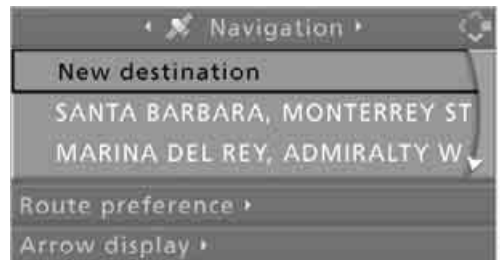 Navigation
New destination
SANTA BARBARA, MONTERREY ST
MARINA DEL REY, ADMIRALTY W
Route preference
Arrow display